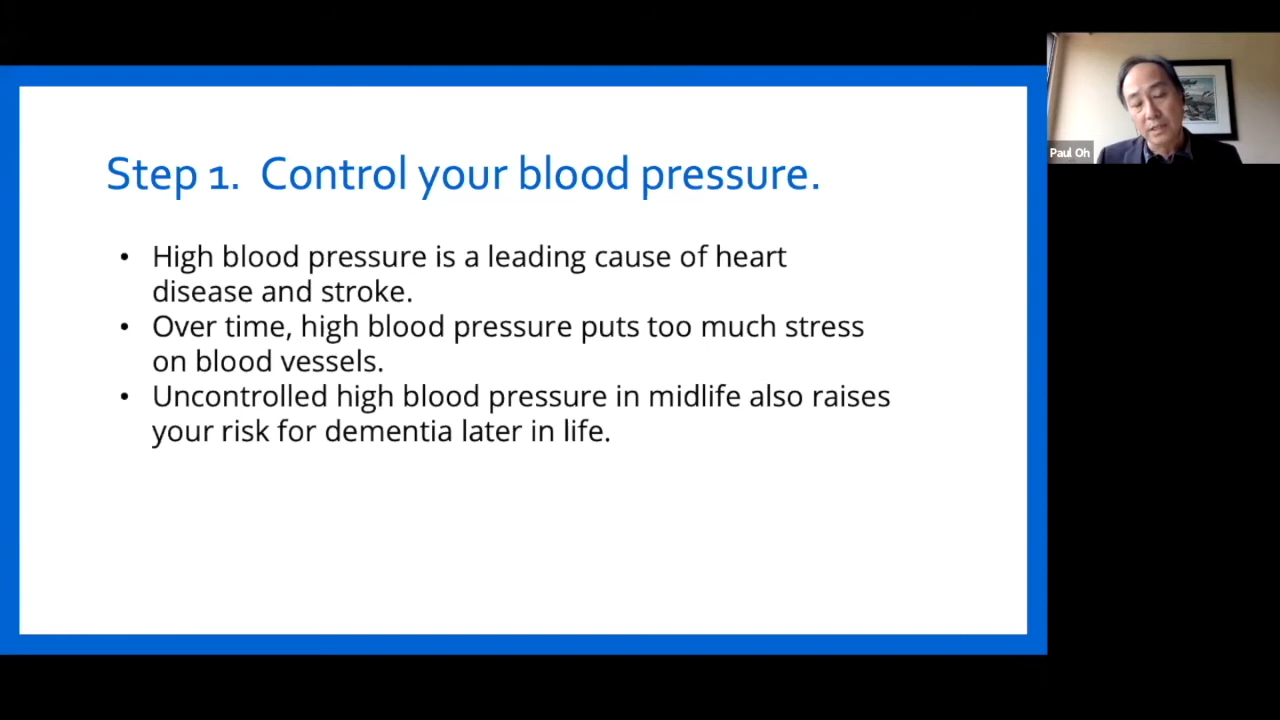 Step 1. Control your blood pressure.
• High blood pressure is a leading cause of heart
disease and stroke.
• Over time, high blood pressure puts too much stress
on blood vessels.
• Uncontrolled high blood pressure in midlife also raises
your risk for dementia later in life.
Paul Oh